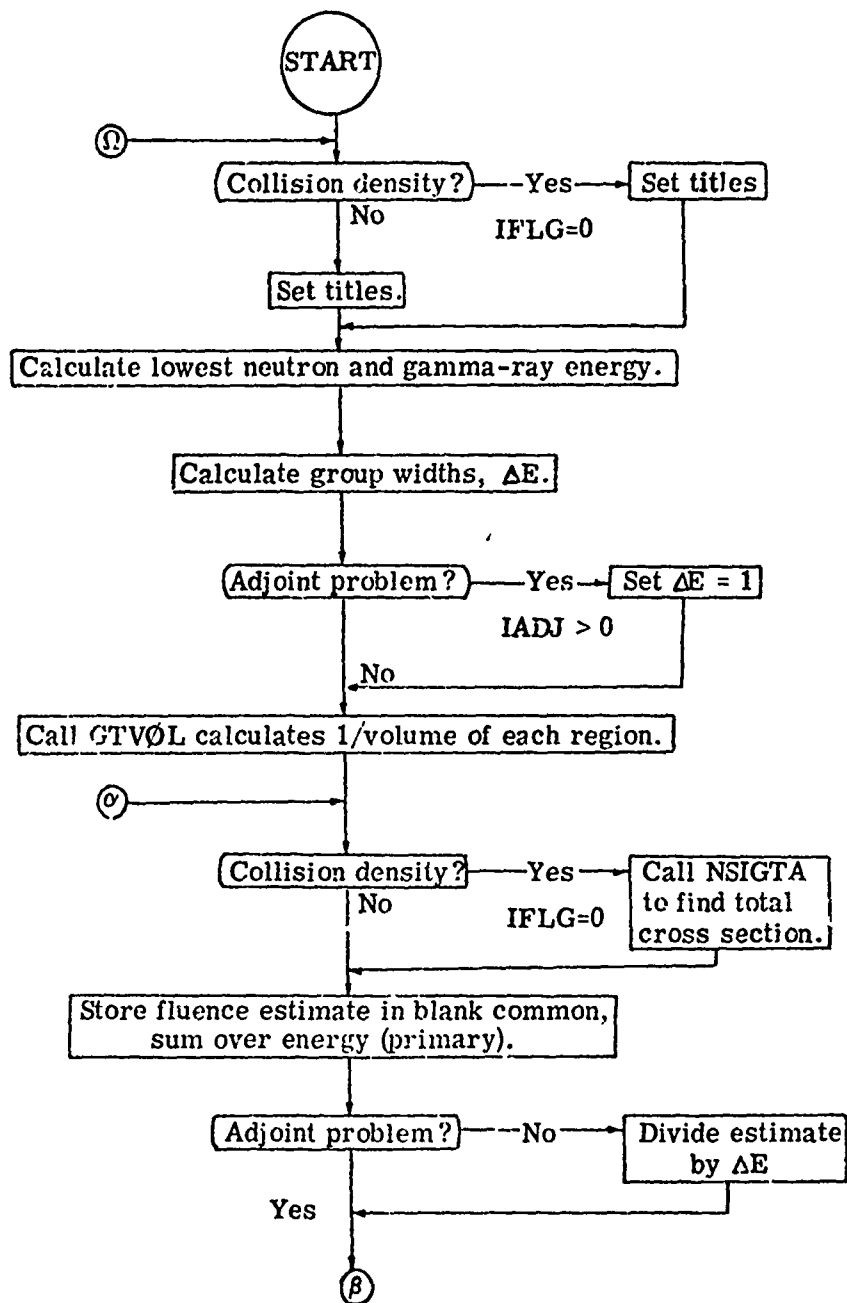 START
Ω
Collision density? Yes Set titles
No IFLG=0
Set titles.
Calculate lowest neutron and gamma-ray energy.
Calculate group widths, ΔE.
Adjoint problem? Yes Set ΔE = 1
IADJ > 0
No
Call GTVØL calculates 1/volume of each region.
α
Collision density? Yes Call NSIGTA
No IFLG=0 to find total
cross section.
Store fluence estimate in blank common,
sum over energy (primary).
Adjoint problem? No Divide estimate
by ΔE
Yes
β